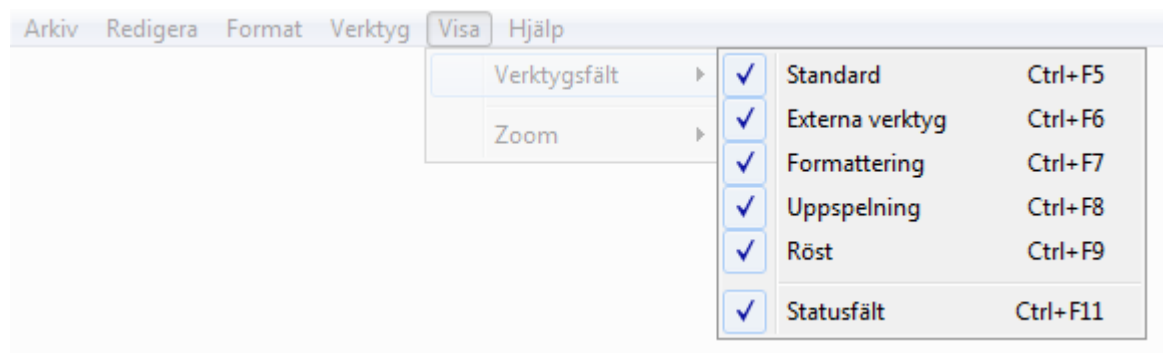 Arkiv Redigera Format Verktyg Visa Hjälp
Verktygsfält
Zoom
Standard Ctrl+F5
Externa verktyg Ctrl+F6
Formattering Ctrl+F7
Uppspelning Ctrl+F8
Röst Ctrl+F9
Statusfält Ctrl+F11